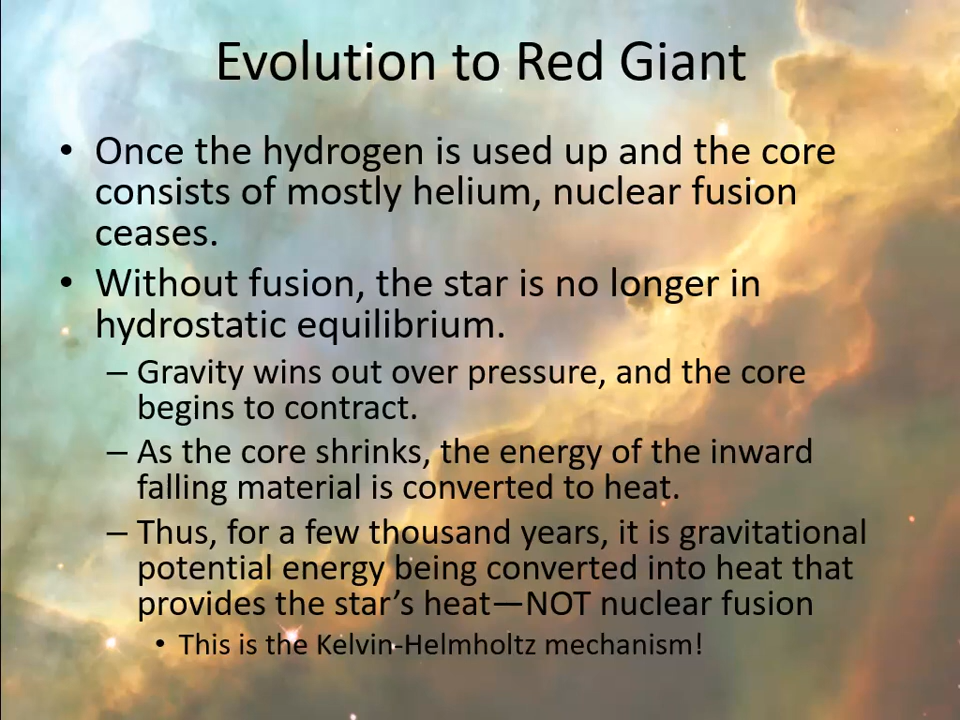 Evolution to Red Giant
• Once the hydrogen is used up and the core
consists of mostly helium, nuclear fusion
ceases.
• Without fusion, the star is no longer in
hydrostatic equilibrium.
– Gravity wins out over pressure, and the core
begins to contract.
– As the core shrinks, the energy of the inward
falling material is converted to heat.
– Thus, for a few thousand years, it is gravitational
potential energy being converted into heat that
provides the star’s heat—NOT nuclear fusion
• This is the Kelvin-Helmholtz mechanism!